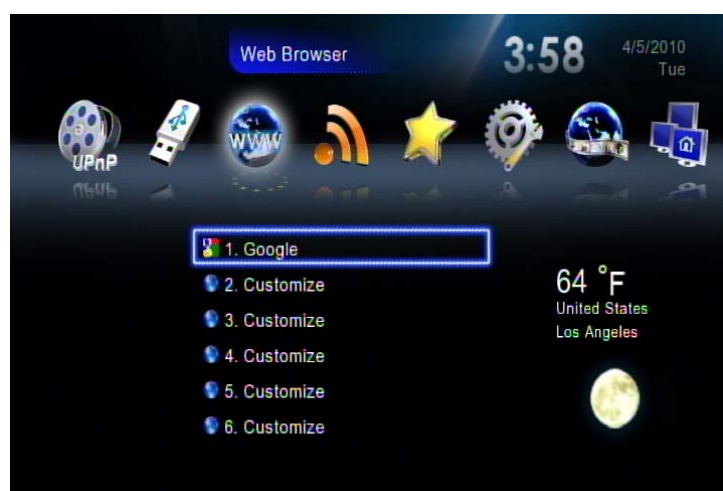 Web Browser
3:58
4/5/2010
Tue
UPnP
WWW
1. Google
2. Customize
3. Customize
4. Customize
5. Customize
6. Customize
64 °F
United States
Los Angeles